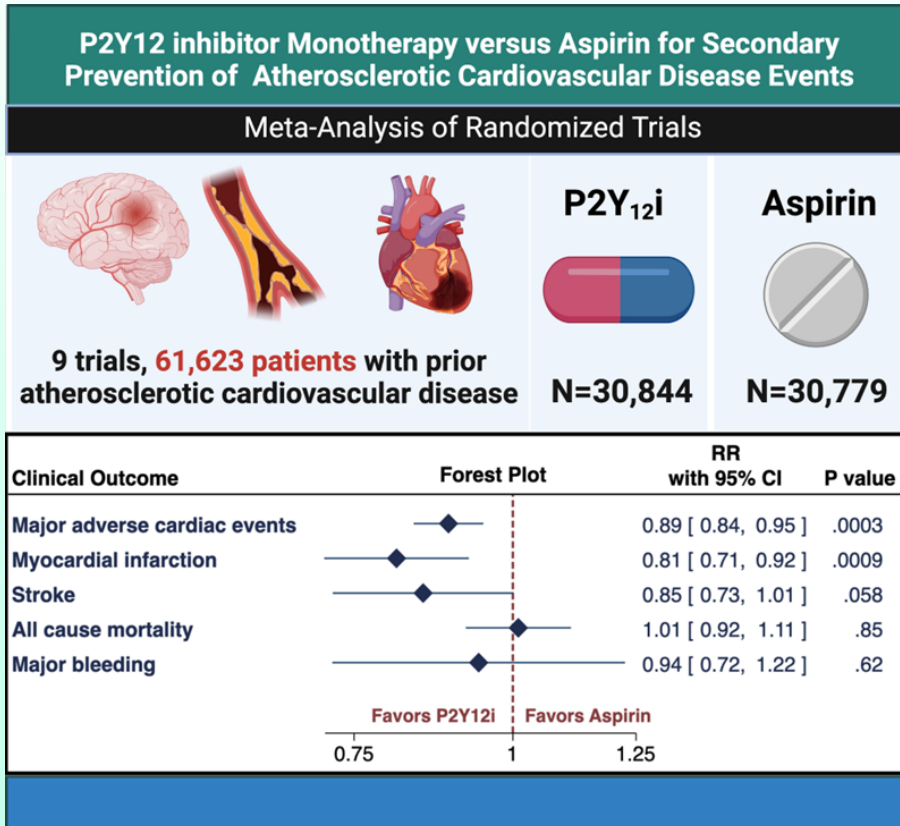 P2Y12 inhibitor Monotherapy versus Aspirin for Secondary
Prevention of Atherosclerotic Cardiovascular Disease Events
Meta-Analysis of Randomized Trials
9 trials, 61,623 patients with prior
atherosclerotic cardiovascular disease
P2Y₁₂i
N=30,844
Aspirin
N=30,779
Clinical Outcome Forest Plot RR with 95% CI P value
Major adverse cardiac events 0.89 [ 0.84, 0.95 ] .0003
Myocardial infarction 0.81 [ 0.71, 0.92 ] .0009
Stroke 0.85 [ 0.73, 1.01 ] .058
All cause mortality 1.01 [ 0.92, 1.11 ] .85
Major bleeding 0.94 [ 0.72, 1.22 ] .62
Favors P2Y12i Favors Aspirin
0.75 1 1.25